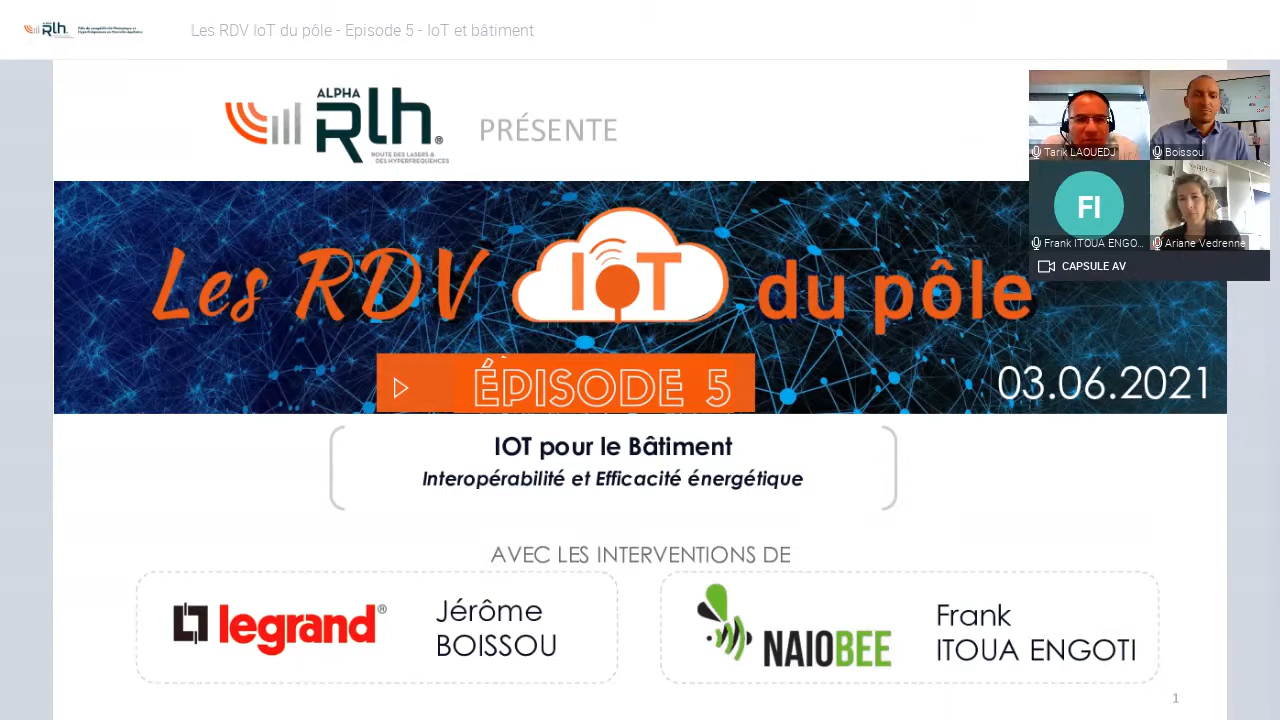 ALPHA
Rlh
Les RDV IoT du pôle - Episode 5 - IoT et bâtiment
ALPHA
Rlh®
ROUTE DES LASERS &
DES HYPERFREQUENCES
PRÉSENTE
Tarik LAOUEDJ
Boissou
FI
Frank ITOUA ENGO...
Ariane Vedrenne
CAPSULE AV
Les RDV IoT du pôle
ÉPISODE 5
03.06.2021
IOT pour le Bâtiment
Interopérabilité et Efficacité énergétique
AVEC LES INTERVENTIONS DE
legrand®
Jérôme
BOISSOU
NAIOBEE
Frank
ITOUA ENGOTI
1